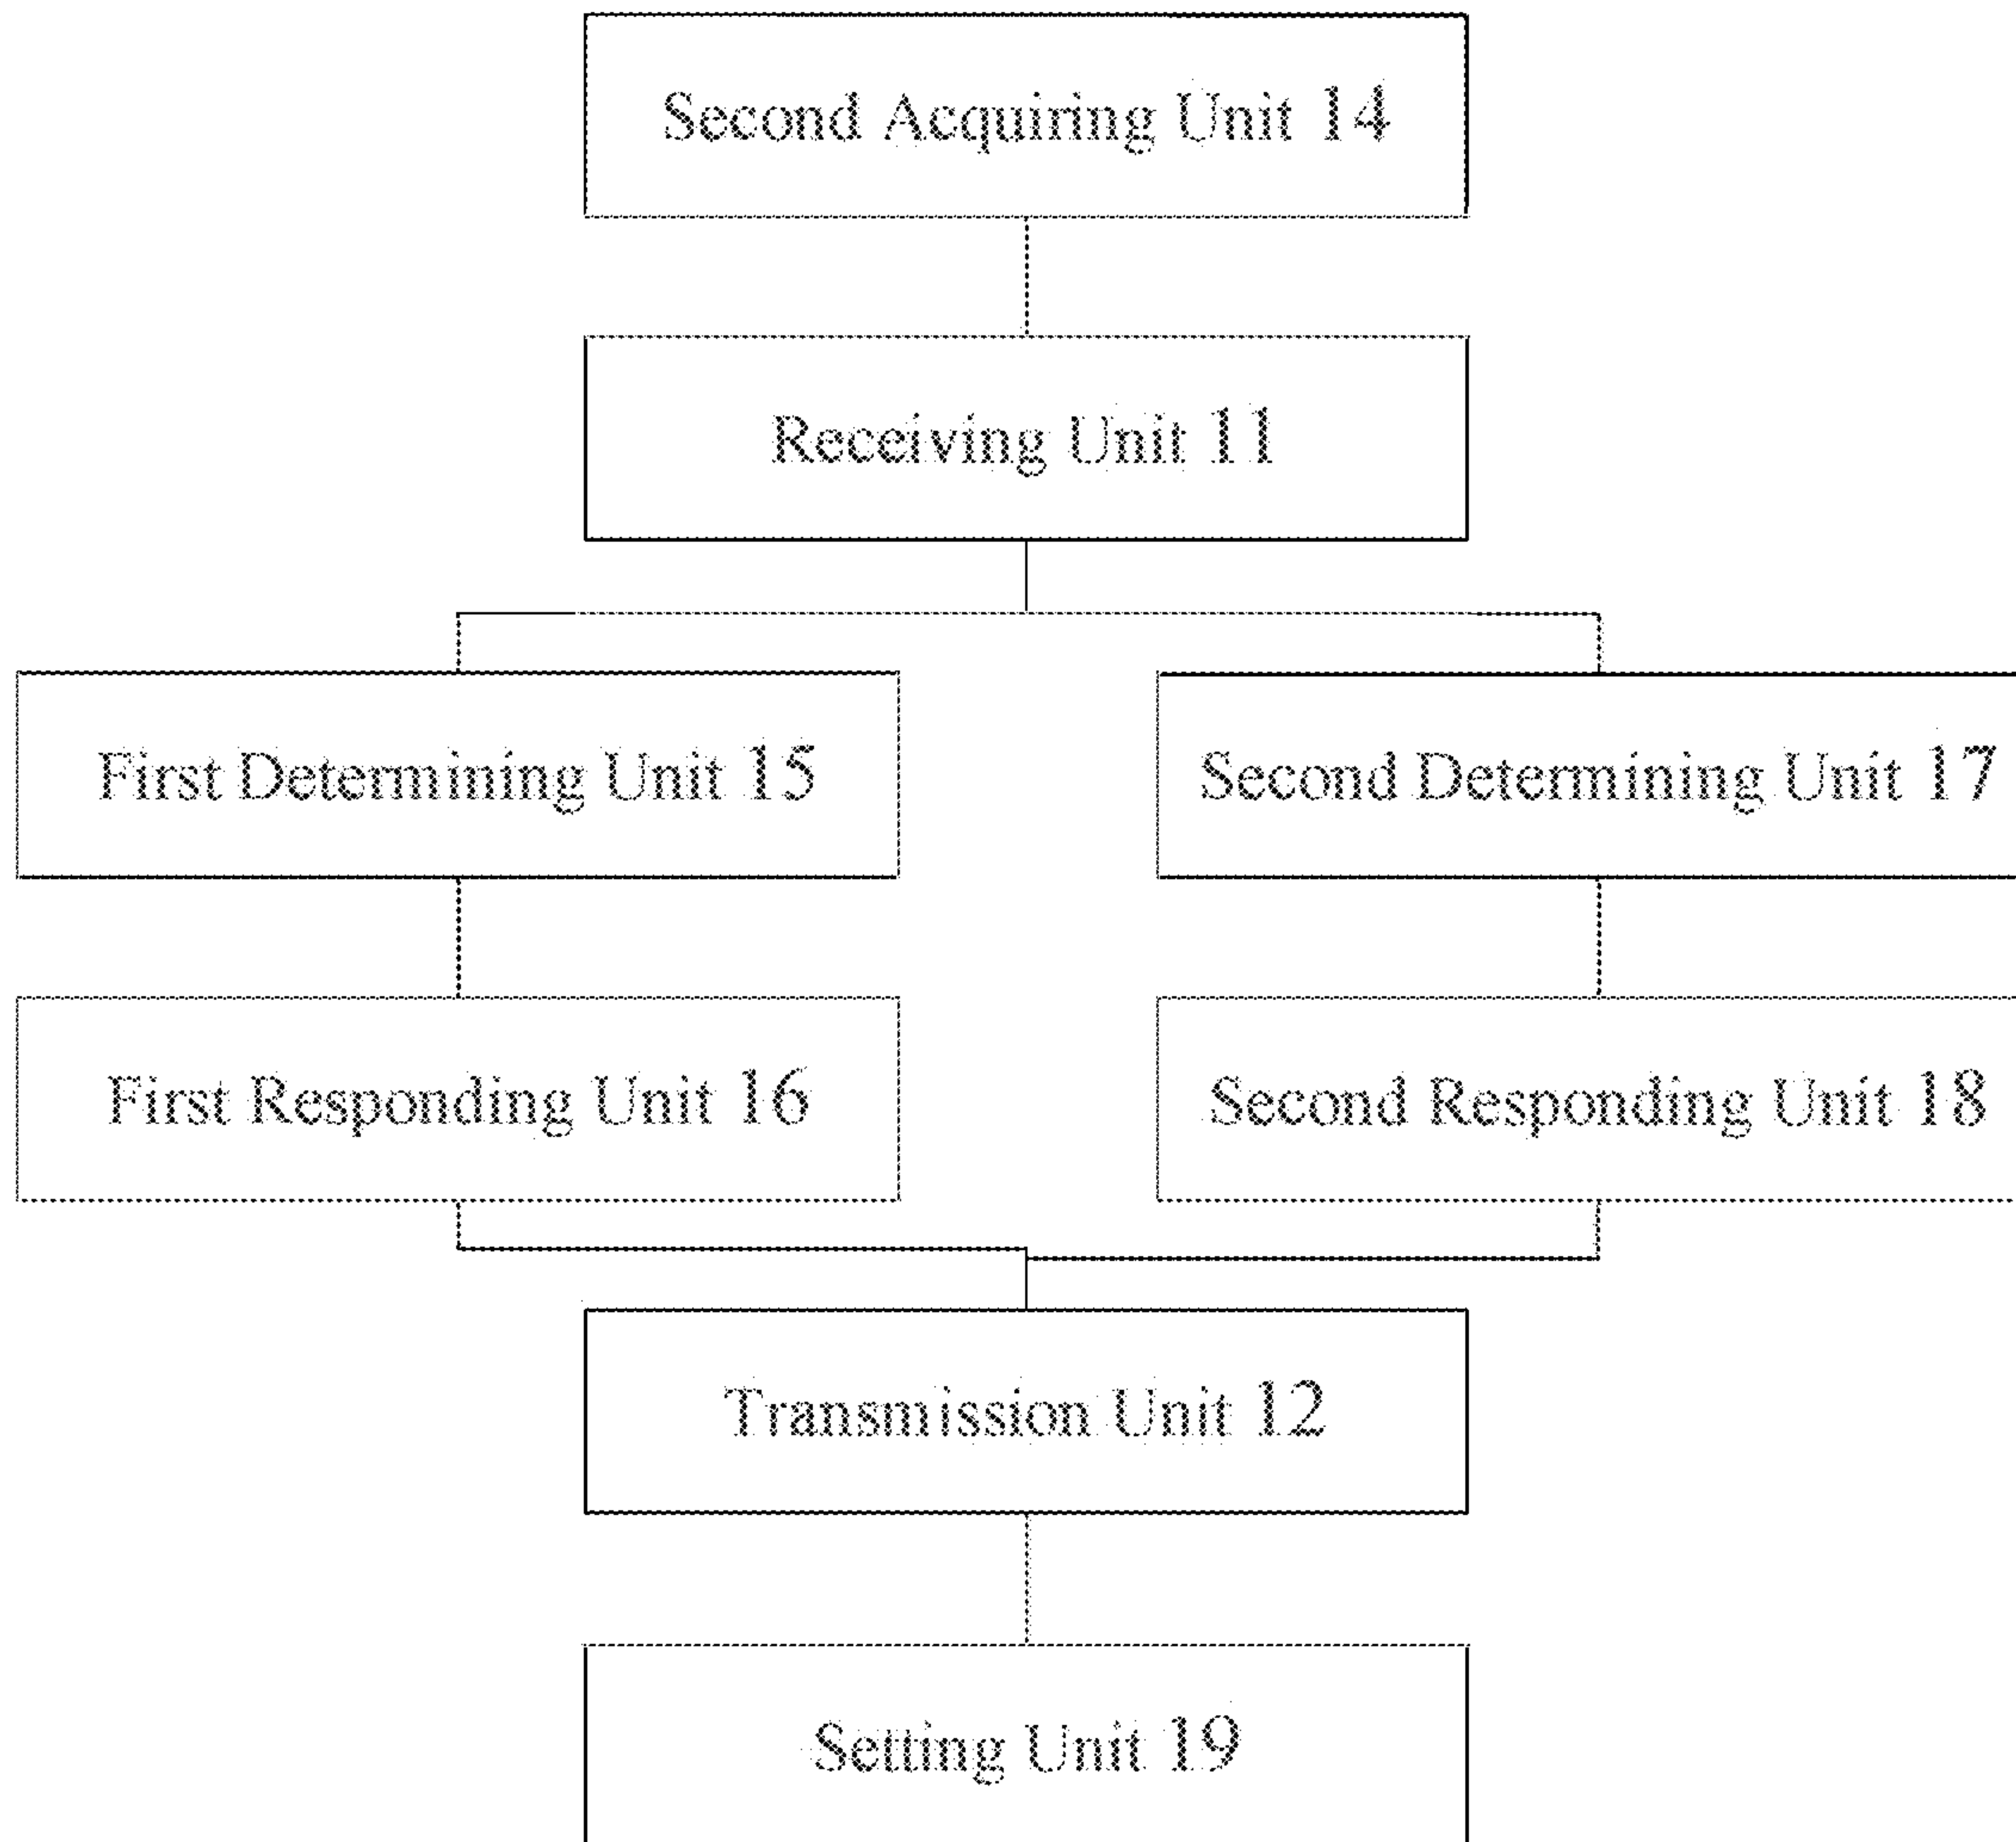 Second Acquiring Unit 14
Receiving Unit 11
First Determining Unit 15
Second Determining Unit 17
First Responding Unit 16
Second Responding Unit 18
Transmission Unit 12
Setting Unit 19